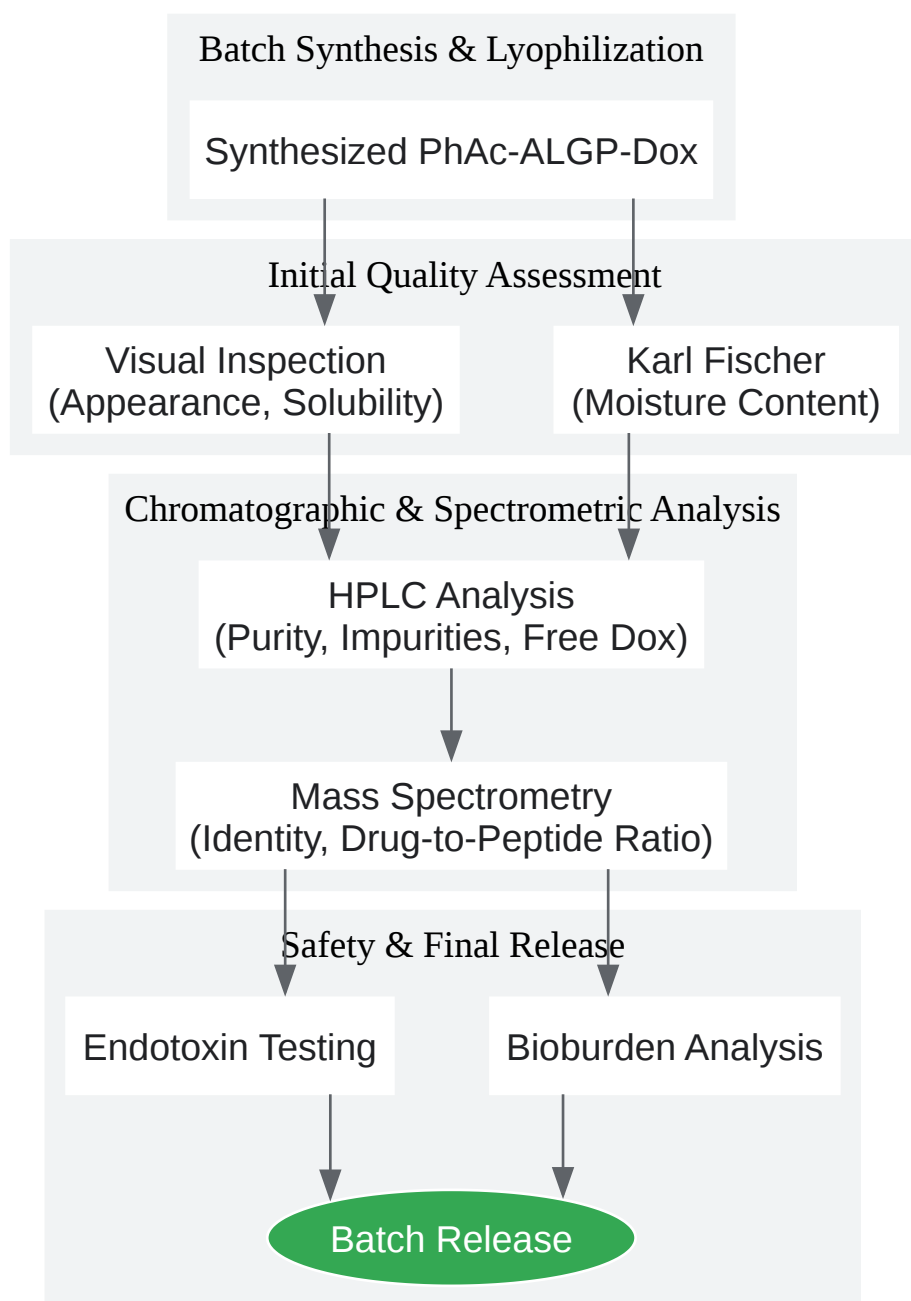 Batch Synthesis & Lyophilization
Synthesized PhAc-ALGP-Dox
Initial Quality Assessment
Visual Inspection
(Appearance, Solubility)
Karl Fischer
(Moisture Content)
Chromatographic & Spectrometric Analysis
HPLC Analysis
(Purity, Impurities, Free Dox)
Mass Spectrometry
(Identity, Drug-to-Peptide Ratio)
Safety & Final Release
Endotoxin Testing
Bioburden Analysis
Batch Release